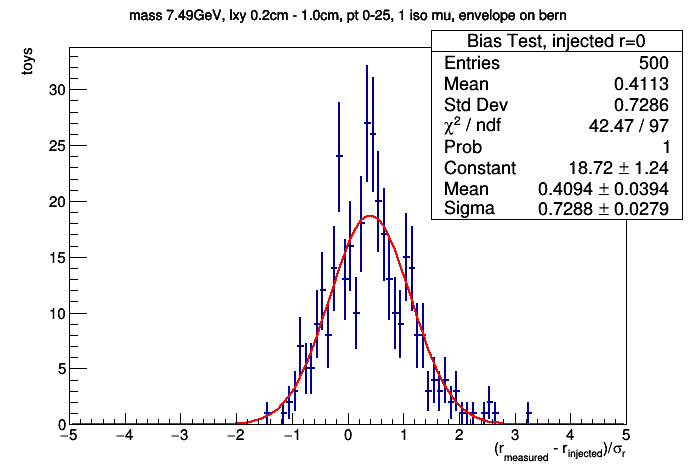 mass 7.49GeV, lxy 0.2cm - 1.0cm, pt 0-25, 1 iso mu, envelope on bern
toys
Bias Test, injected r=0
Entries 500
Mean 0.4113
Std Dev 0.7286
χ² / ndf 42.47 / 97
Prob 1
Constant 18.72 ± 1.24
Mean 0.4094 ± 0.0394
Sigma 0.7288 ± 0.0279
30
25
20
15
10
5
0
−5 −4 −3 −2 −1 0 1 2 3 4 5
(r_measured - r_injected)/σ_r